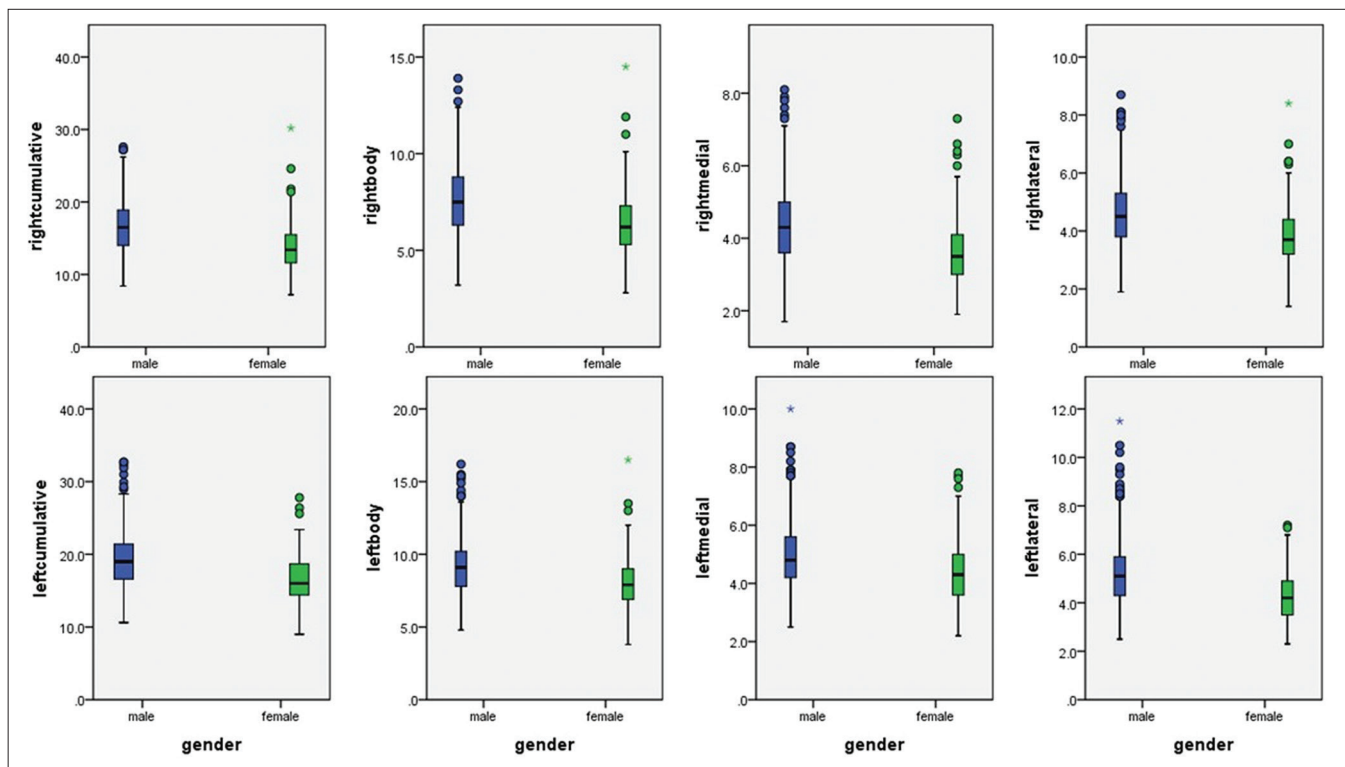 rightcumulative
40.0
30.0
20.0
10.0
.0
male female
rightbody
15.0
10.0
5.0
.0
male female
rightmedial
8.0
6.0
4.0
2.0
male female
rightlateral
10.0
8.0
6.0
4.0
2.0
.0
male female
leftcumulative
40.0
30.0
20.0
10.0
.0
male female
gender
leftbody
20.0
15.0
10.0
5.0
.0
male female
gender
leftmedial
10.0
8.0
6.0
4.0
2.0
.0
male female
gender
leftlateral
12.0
10.0
8.0
6.0
4.0
2.0
.0
male female
gender